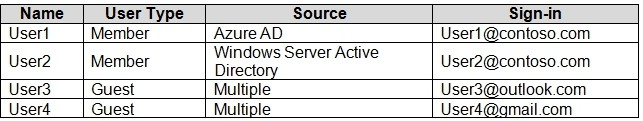 Name User Type Source Sign-in
User1 Member Azure AD User1@contoso.com
User2 Member Windows Server Active Directory User2@contoso.com
User3 Guest Multiple User3@outlook.com
User4 Guest Multiple User4@gmail.com